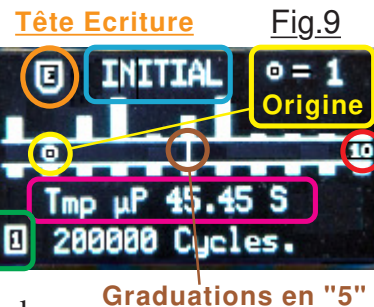 Tête Ecriture Fig.9
E INITIAL o = 1
Origine
o 10
Tmp µP 45.45 S
1 200000 Cycles.
Graduations en "5"